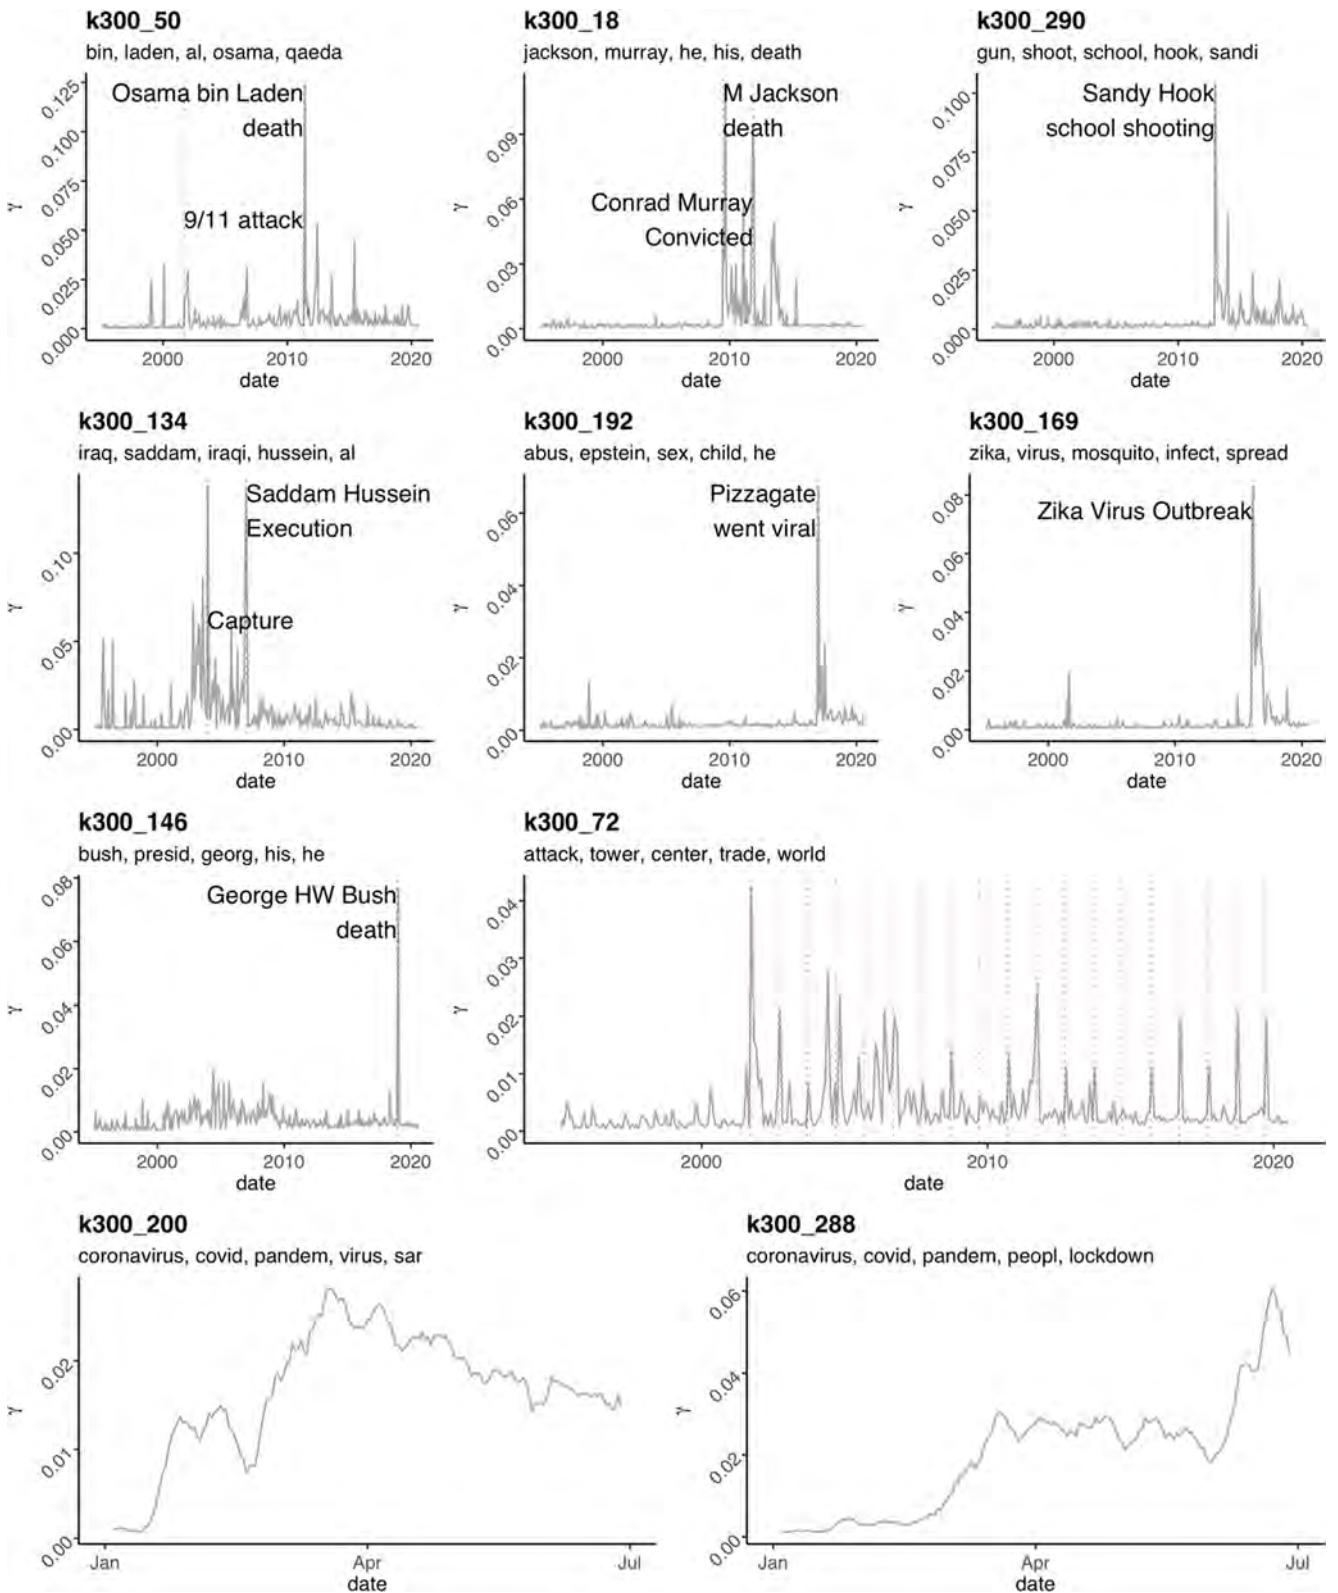 k300_50
bin, laden, al, osama, qaeda
γ
0.125
0.100
0.075
0.050
0.025
0.000
Osama bin Laden
death
9/11 attack
2000 2010 2020
date
k300_18
jackson, murray, he, his, death
γ
0.09
0.06
0.03
0.00
M Jackson
death
Conrad Murray
Convicted
2000 2010 2020
date
k300_290
gun, shoot, school, hook, sandi
γ
0.100
0.075
0.050
0.025
0.000
Sandy Hook
school shooting
2000 2010 2020
date
k300_134
iraq, saddam, iraqi, hussein, al
γ
0.10
0.05
0.00
Saddam Hussein
Execution
Capture
2000 2010 2020
date
k300_192
abus, epstein, sex, child, he
γ
0.06
0.04
0.02
0.00
Pizzagate
went viral
2000 2010 2020
date
k300_169
zika, virus, mosquito, infect, spread
γ
0.08
0.06
0.04
0.02
0.00
Zika Virus Outbreak
2000 2010 2020
date
k300_146
bush, presid, georg, his, he
γ
0.08
0.06
0.04
0.02
0.00
George HW Bush
death
2000 2010 2020
date
k300_72
attack, tower, center, trade, world
γ
0.04
0.03
0.02
0.01
0.00
2000 2010 2020
date
k300_200
coronavirus, covid, pandem, virus, sar
γ
0.02
0.01
0.00
Jan Apr Jul
date
k300_288
coronavirus, covid, pandem, peopl, lockdown
γ
0.06
0.04
0.02
0.00
Jan Apr Jul
date